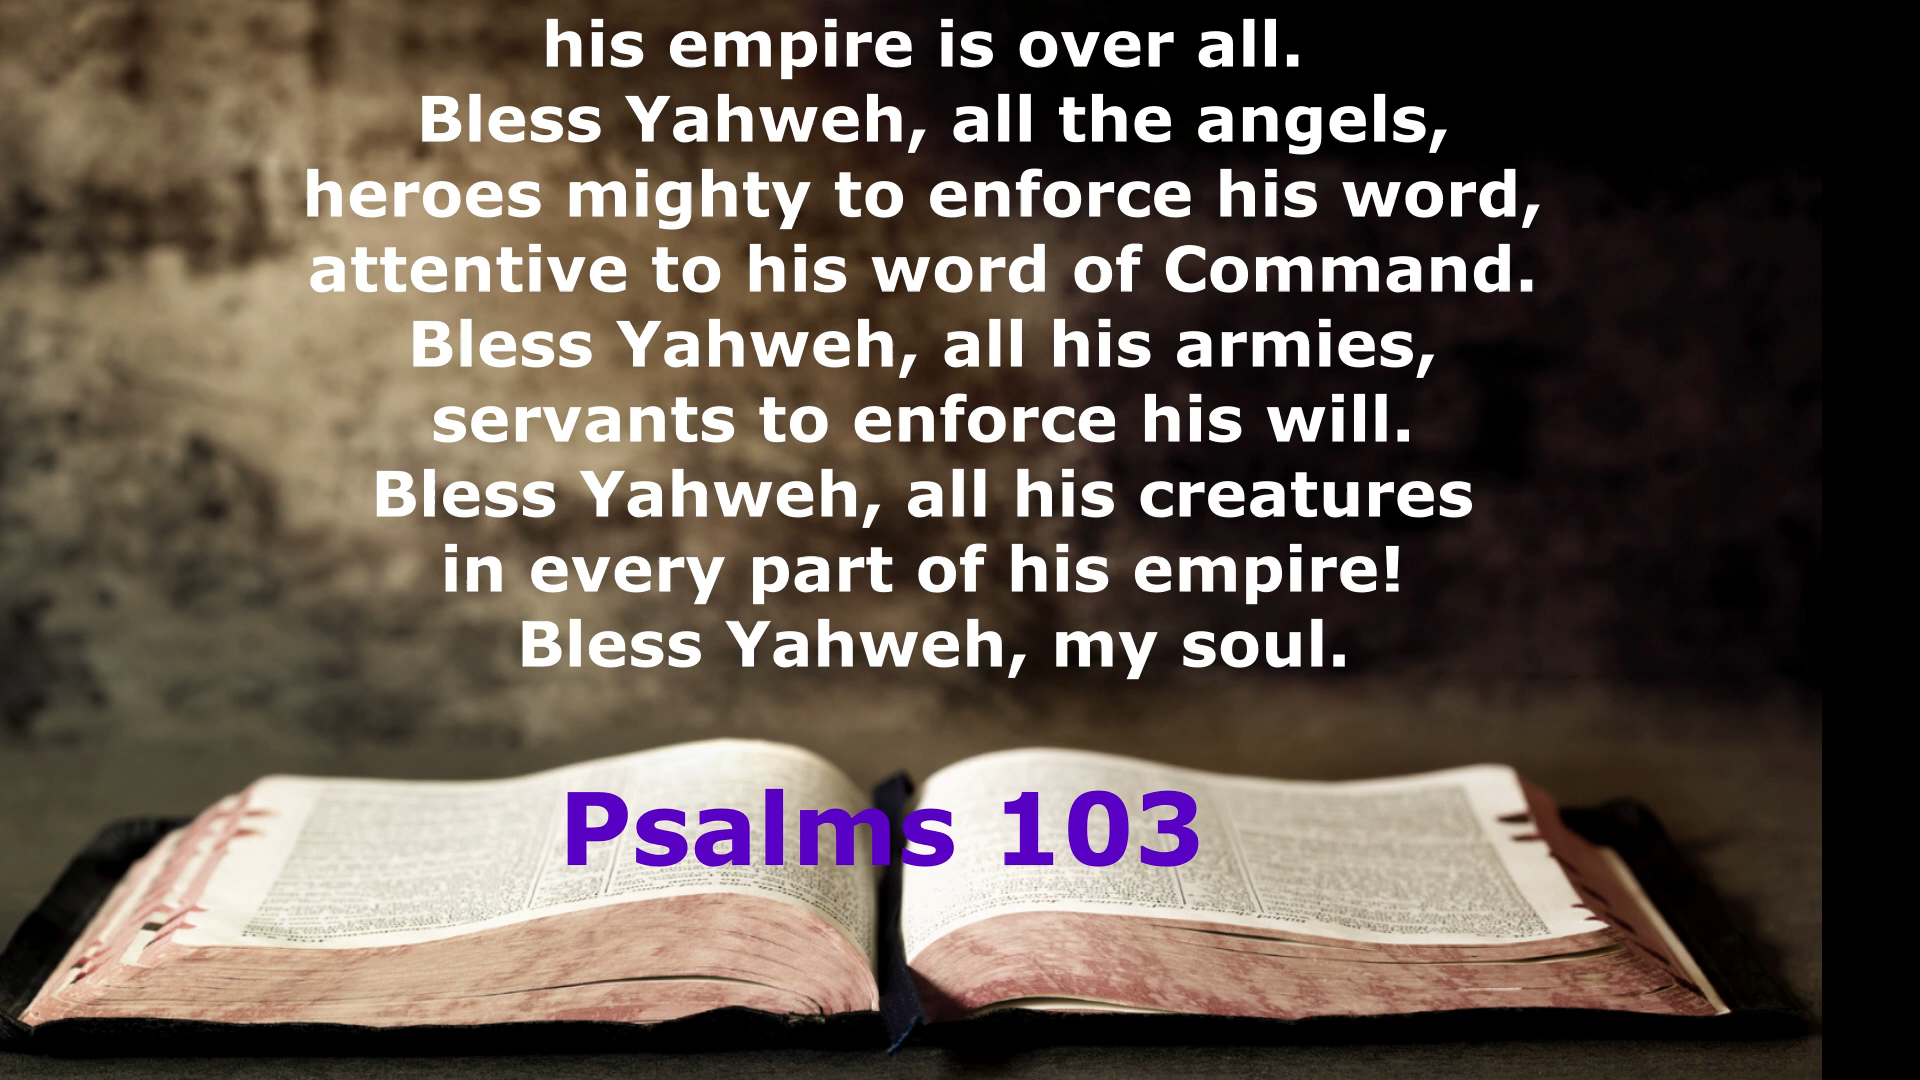 his empire is over all.
Bless Yahweh, all the angels,
heroes mighty to enforce his word,
attentive to his word of Command.
Bless Yahweh, all his armies,
servants to enforce his will.
Bless Yahweh, all his creatures
in every part of his empire!
Bless Yahweh, my soul.
Psalms 103